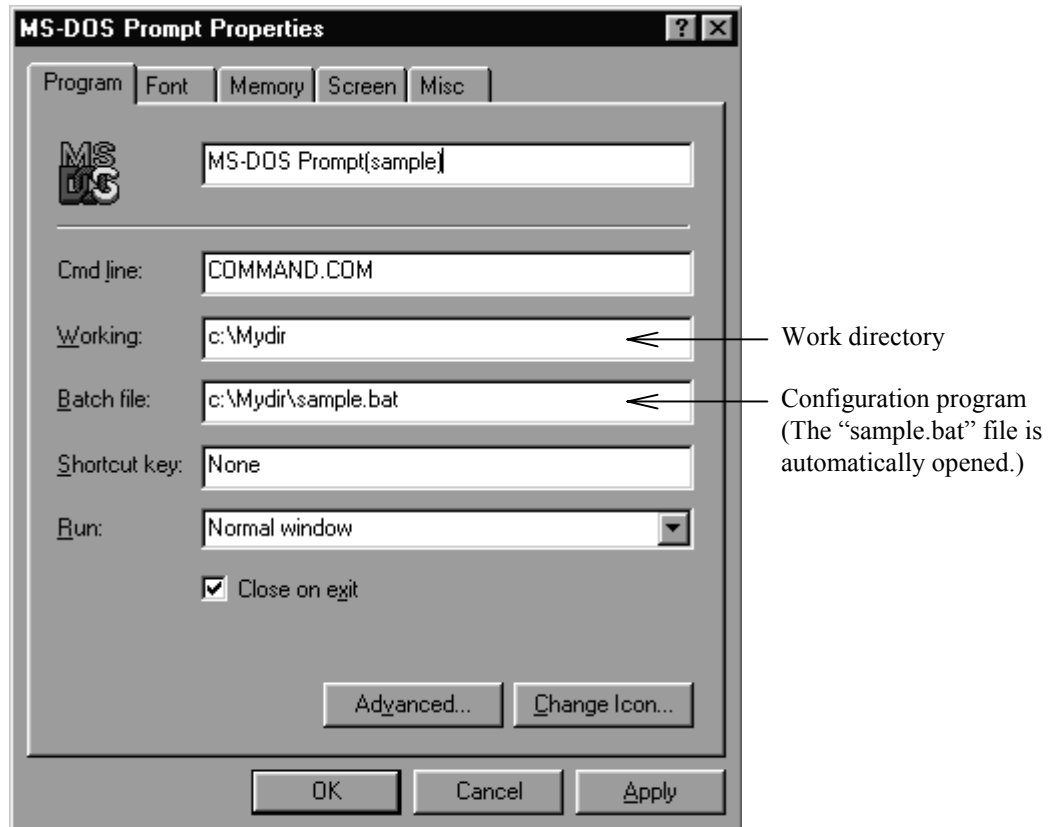 MS-DOS Prompt Properties
? ×
Program Font Memory Screen Misc
MS
DOS
MS-DOS Prompt(sample)
Cmd line: COMMAND.COM
Working: c:\Mydir
Work directory
Batch file: c:\Mydir\sample.bat
Configuration program
(The “sample.bat” file is
automatically opened.)
Shortcut key: None
Run: Normal window
Close on exit
Advanced... Change Icon...
OK Cancel Apply